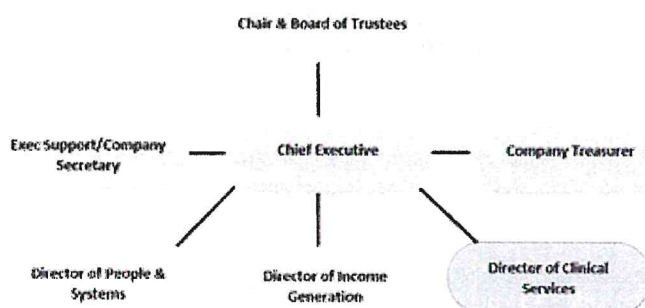 Chair & Board of Trustees
Exec Support/Company
Secretary
Chief Executive
Company Treasurer
Director of People &
Systems
Director of Income
Generation
Director of Clinical
Services